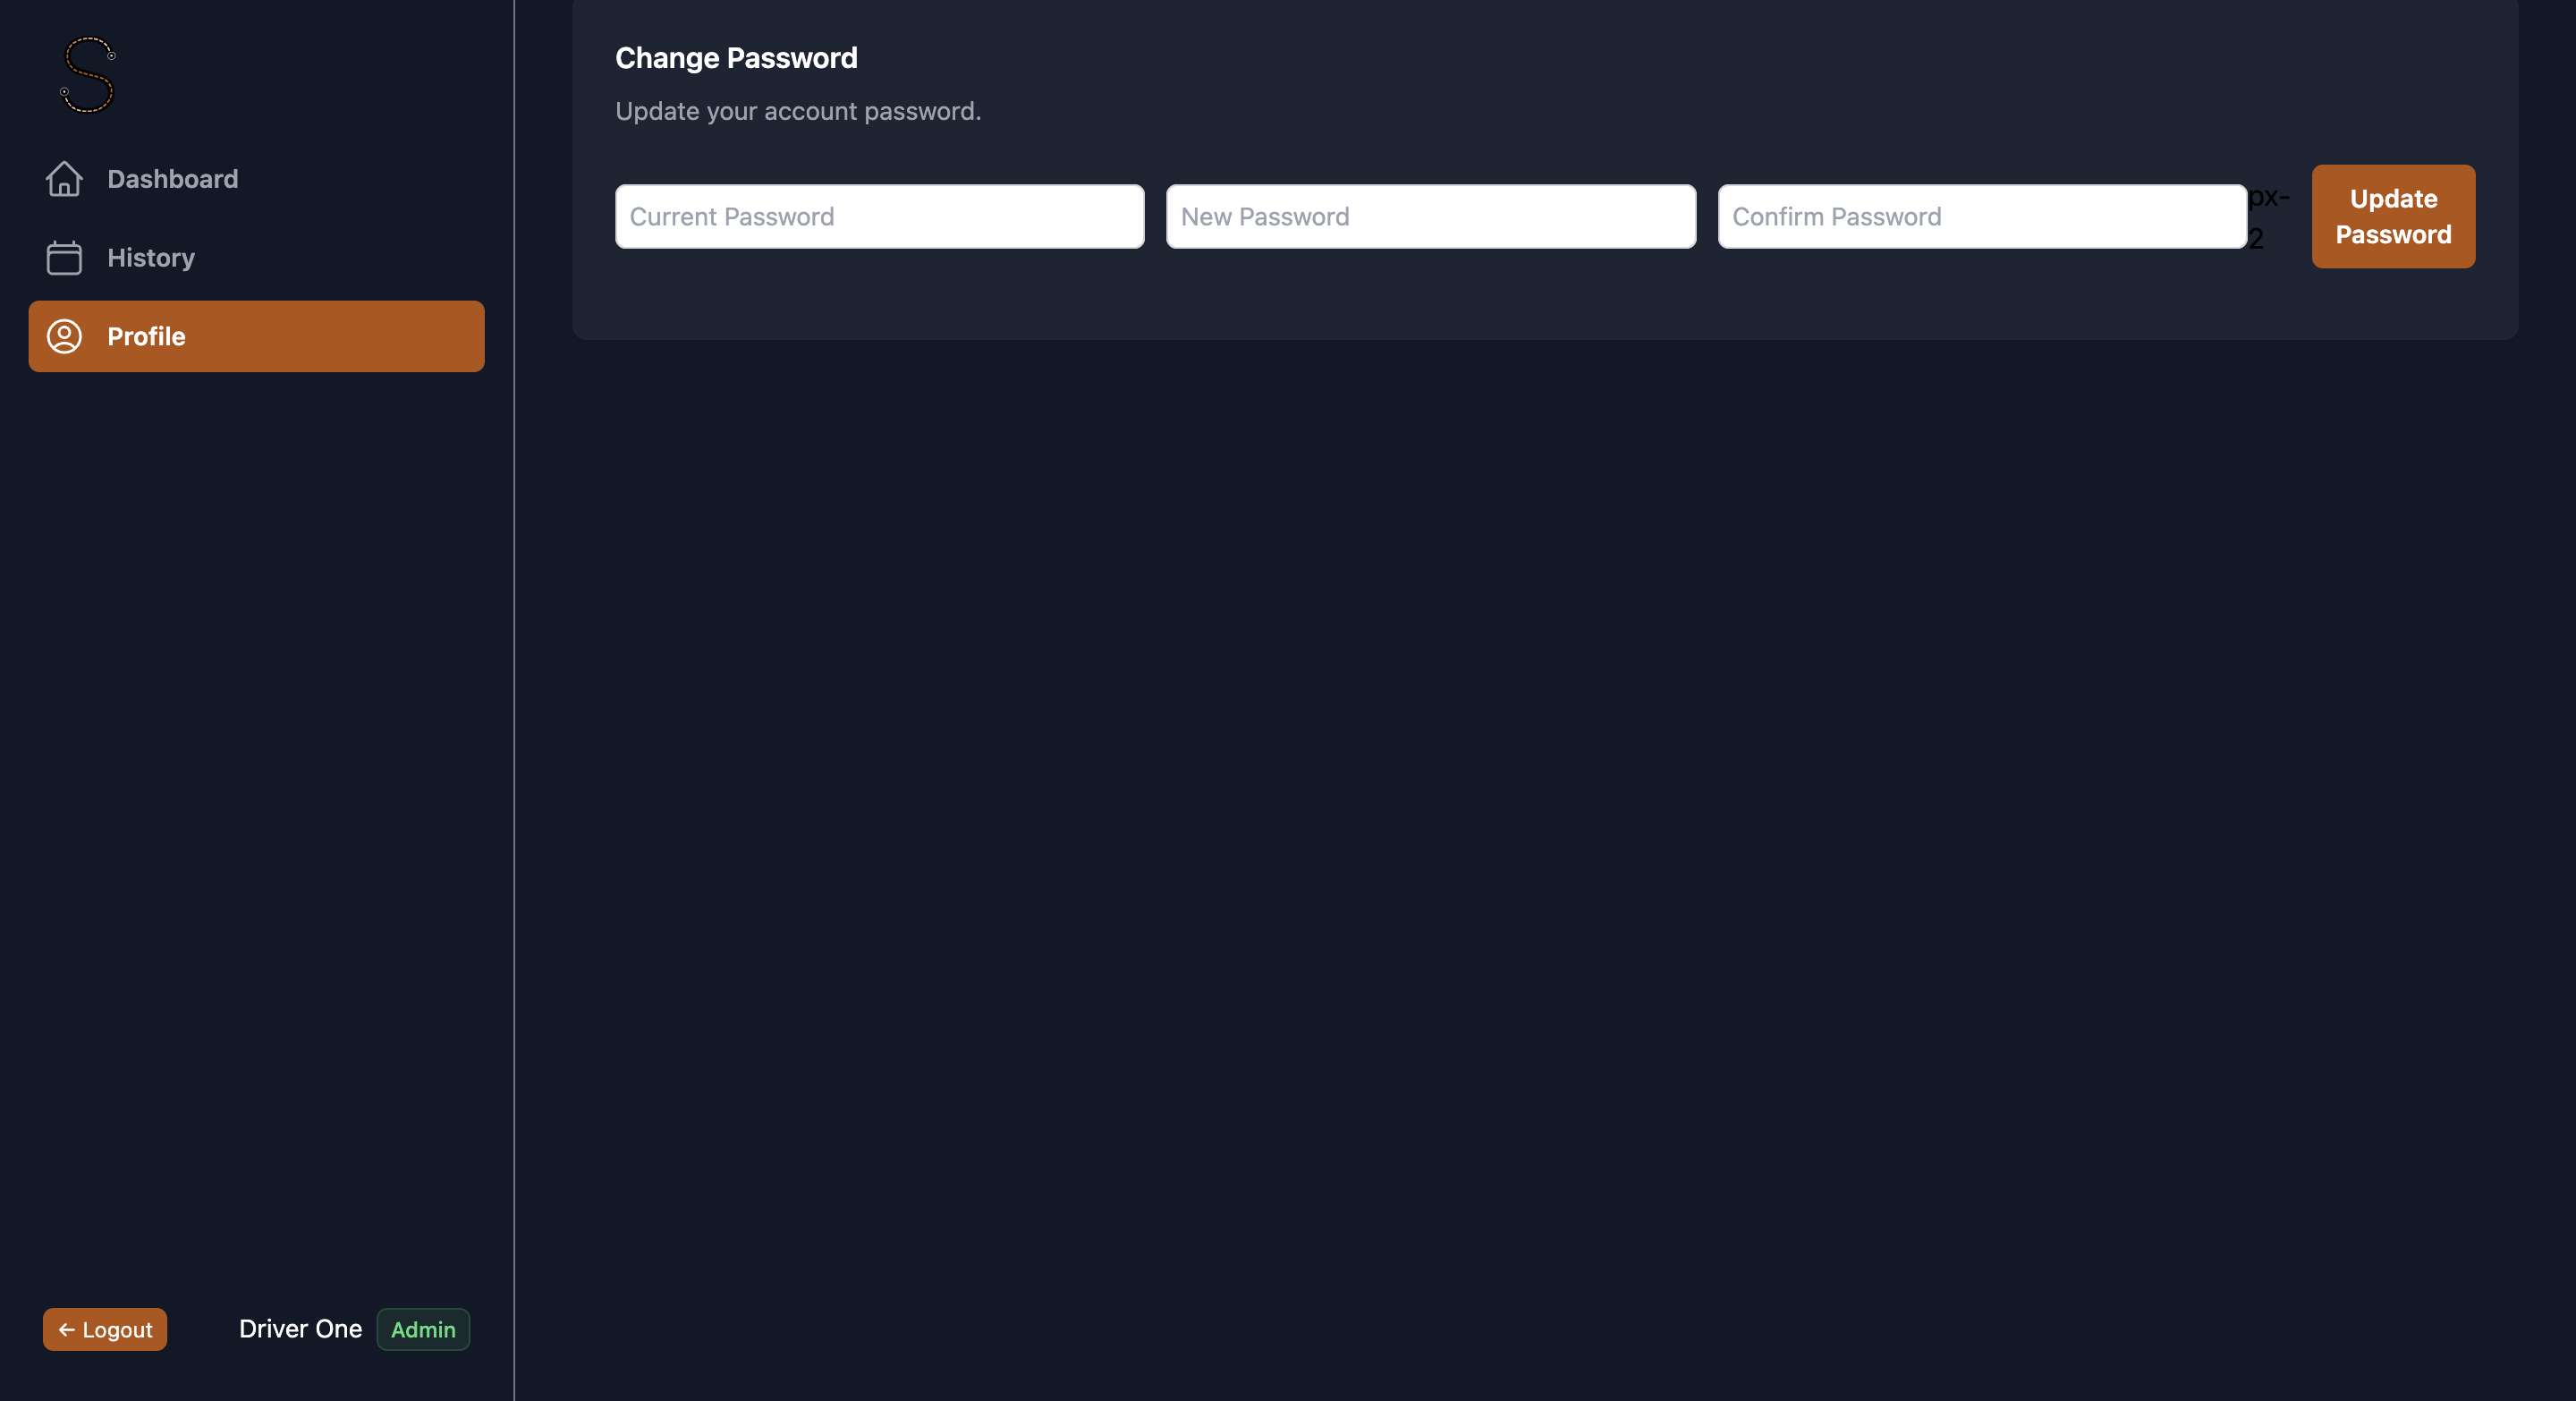 S
Dashboard
History
Profile
← Logout
Driver One
Admin
Change Password
Update your account password.
Current Password
New Password
Confirm Password
px-
2
Update
Password